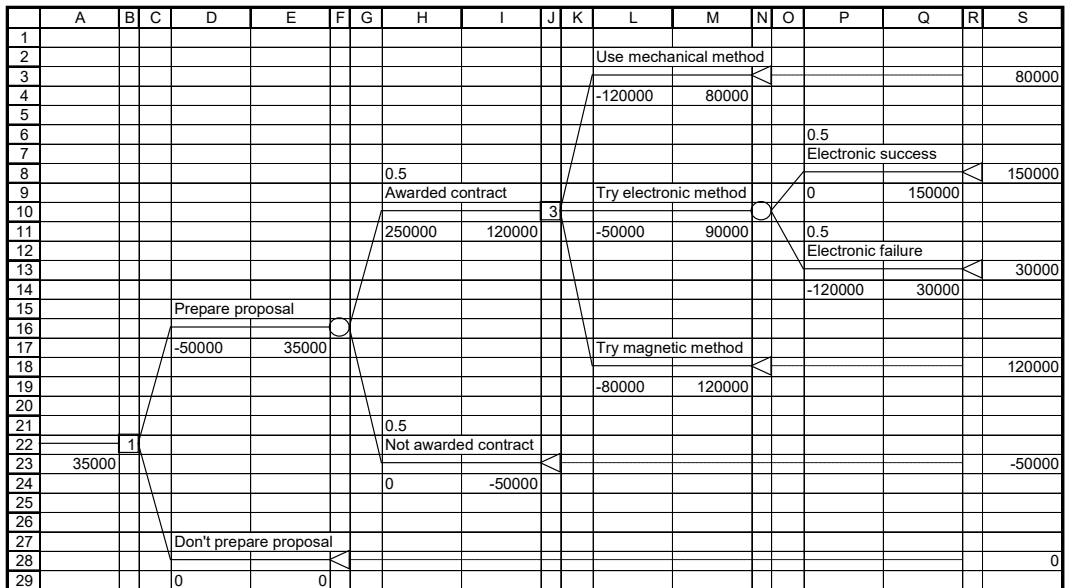 A B C D E F G H I J K L M N O P Q R S
1
2 Use mechanical method
3 80000
4 -120000 80000
5
6 0.5
7 Electronic success
8 0.5 150000
9 Awarded contract Try electronic method 0 150000
10 3
11 250000 120000 -50000 90000 0.5
12 Electronic failure
13 30000
14 -120000 30000
15 Prepare proposal
16
17 -50000 35000 Try magnetic method
18 120000
19 -80000 120000
20
21 0.5
22 1 Not awarded contract
23 35000 -50000
24 0 -50000
25
26
27 Don't prepare proposal
28 0
29 0 0